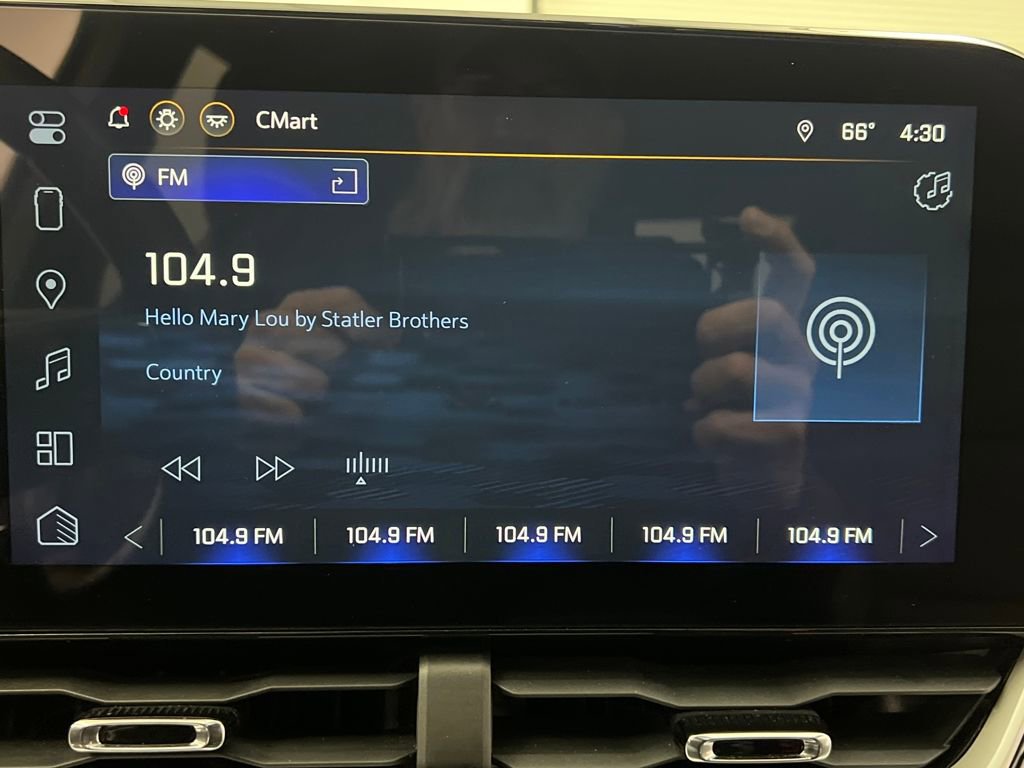 CMart
66° 4:30
FM
104.9
Hello Mary Lou by Statler Brothers
Country
104.9 FM 104.9 FM 104.9 FM 104.9 FM 104.9 FM